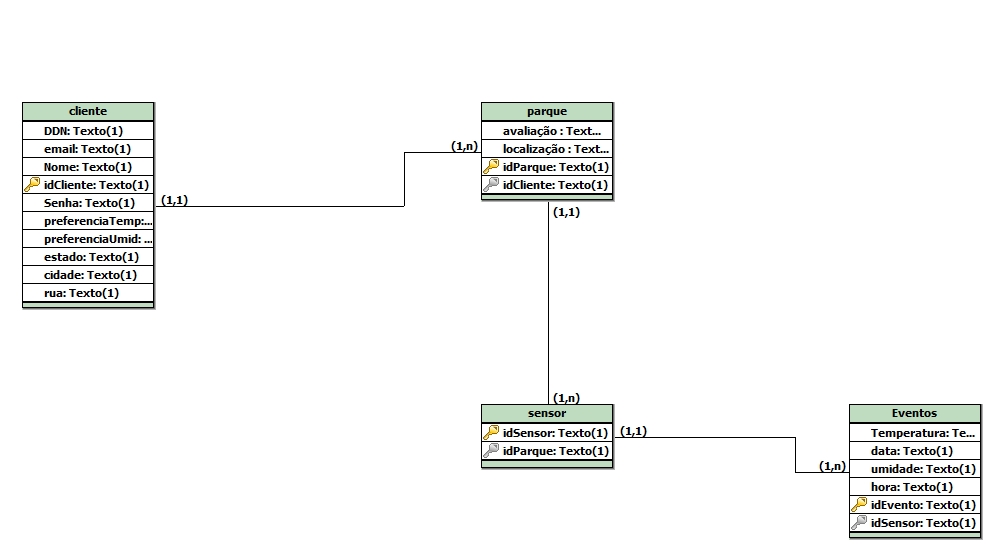 cliente
DDN: Texto(1)
email: Texto(1)
Nome: Texto(1)
idCliente: Texto(1)
Senha: Texto(1)
preferenciaTemp:...
preferenciaUmid: ...
estado: Texto(1)
cidade: Texto(1)
rua: Texto(1)
(1,1)
(1,n)
parque
avaliação : Text...
localização : Text...
idParque: Texto(1)
idCliente: Texto(1)
(1,1)
(1,n)
sensor
idSensor: Texto(1)
idParque: Texto(1)
(1,1)
(1,n)
Eventos
Temperatura: Te...
data: Texto(1)
umidade: Texto(1)
hora: Texto(1)
idEvento: Texto(1)
idSensor: Texto(1)